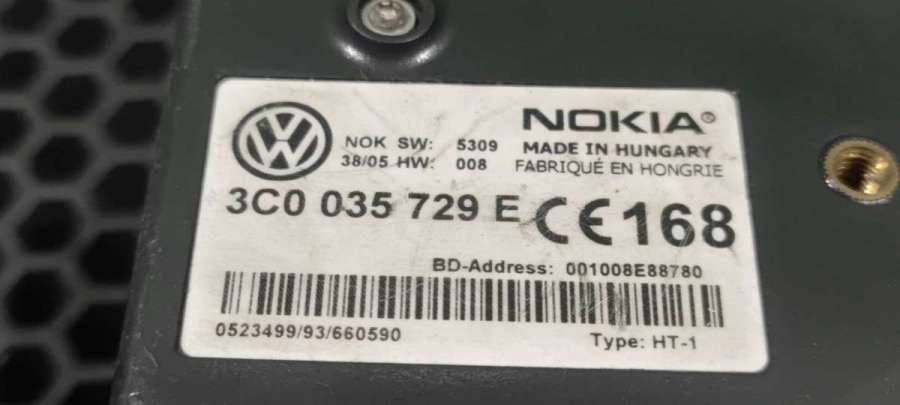 NOKIA®
NOK SW: 5309
MADE IN HUNGARY
38/05 HW: 008
FABRIQUÉ EN HONGRIE
3C0 035 729 E
CE168
BD-Address: 001008E88780
0523499/93/660590
Type: HT-1